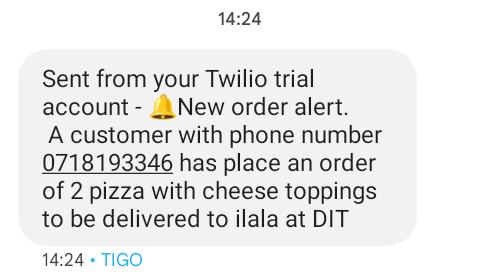 14:24
Sent from your Twilio trial
account - 🔔New order alert.
A customer with phone number
0718193346 has place an order
of 2 pizza with cheese toppings
to be delivered to ilala at DIT
14:24 • TIGO